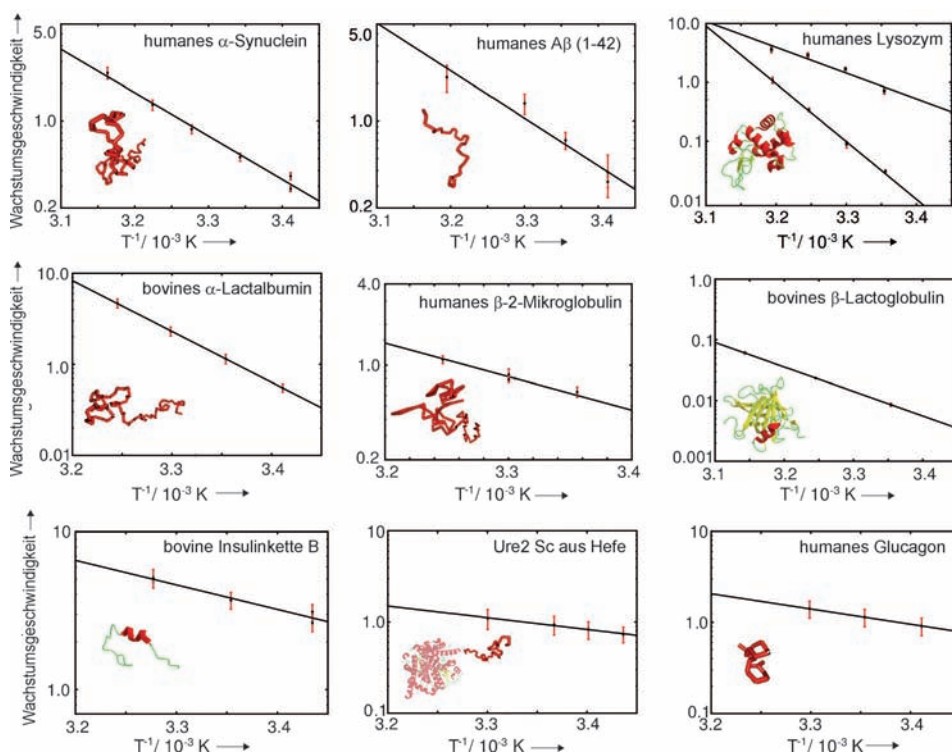 Wachstumsgeschwindigkeit →
5.0
1.0
0.2
humanes α-Synuclein
3.1 3.2 3.3 3.4
T⁻¹/ 10⁻³ K →
5.0
1.0
0.2
humanes Aβ (1-42)
3.1 3.2 3.3 3.4
T⁻¹/ 10⁻³ K →
10.0
1.0
0.1
0.01
humanes Lysozym
3.1 3.2 3.3 3.4
T⁻¹/ 10⁻³ K →
Wachstumsgeschwindigkeit →
10.0
1.0
0.01
bovines α-Lactalbumin
3.2 3.3 3.4
T⁻¹/ 10⁻³ K →
4.0
1.0
0.2
humanes β-2-Mikroglobulin
3.2 3.3 3.4
T⁻¹/ 10⁻³ K →
1.0
0.1
0.01
0.001
bovines β-Lactoglobulin
3.1 3.2 3.3 3.4
T⁻¹/ 10⁻³ K →
Wachstumsgeschwindigkeit →
10
1.0
bovine Insulinkette B
3.2 3.3 3.4
T⁻¹/ 10⁻³ K →
10
1.0
0.1
Ure2 Sc aus Hefe
3.2 3.3 3.4
T⁻¹/ 10⁻³ K →
10
1.0
0.1
humanes Glucagon
3.2 3.3 3.4
T⁻¹/ 10⁻³ K →